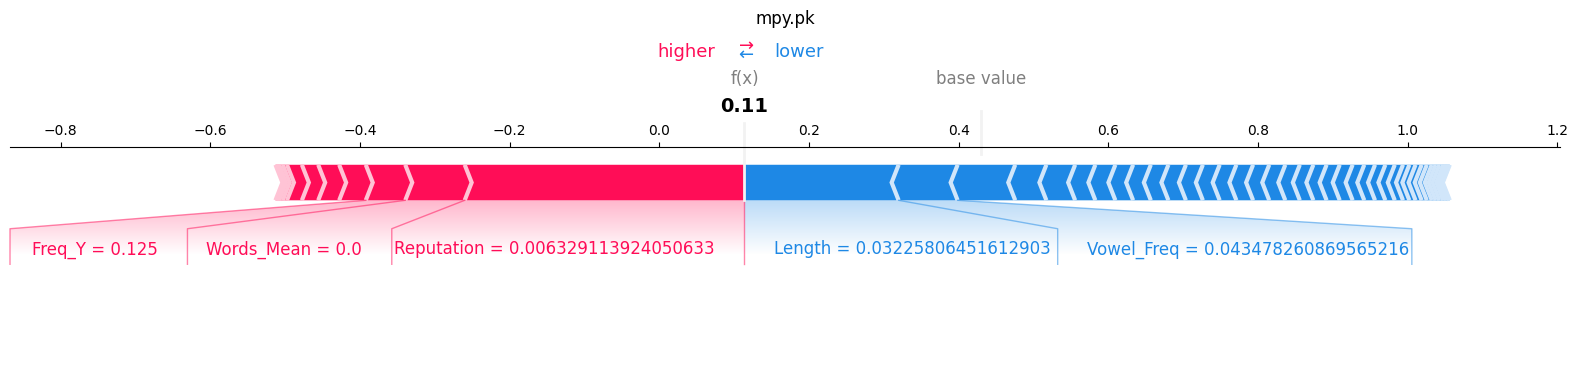 mpy.pk
higher ⇄ lower
f(x) base value
0.11
−0.8 −0.6 −0.4 −0.2 0.0 0.2 0.4 0.6 0.8 1.0 1.2
Freq_Y = 0.125 Words_Mean = 0.0 Reputation = 0.006329113924050633 Length = 0.03225806451612903 Vowel_Freq = 0.043478260869565216